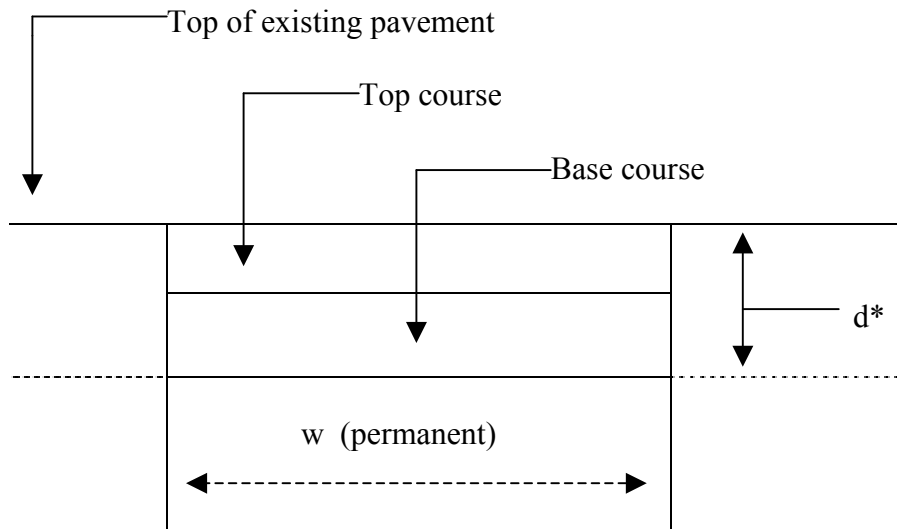 Top of existing pavement
Top course
Base course
d*
w (permanent)